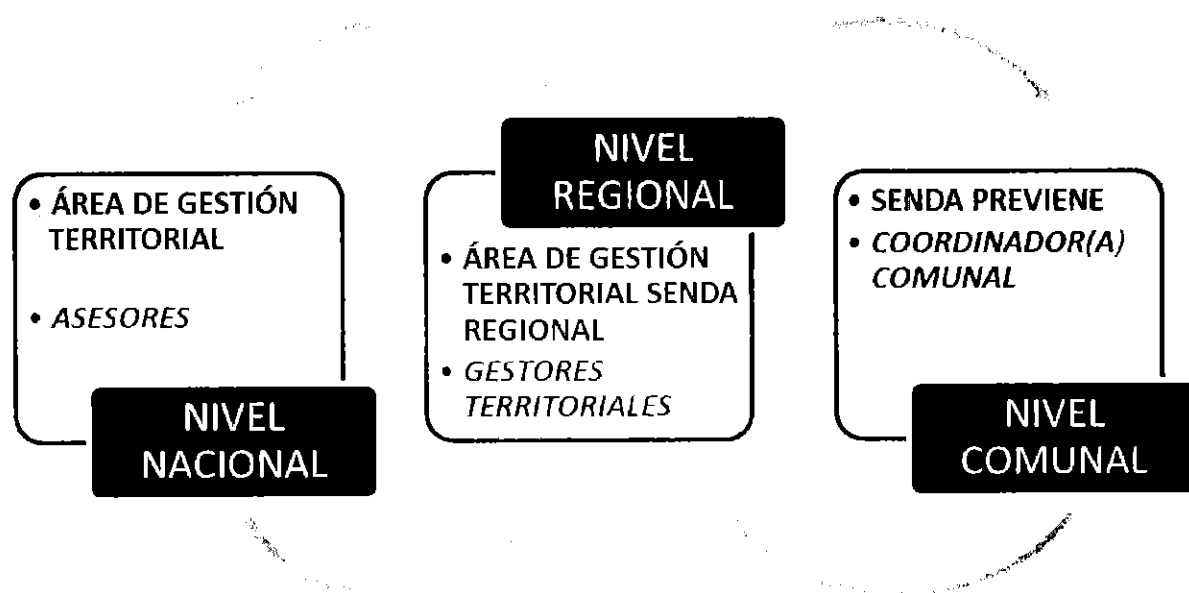 • ÁREA DE GESTIÓN
TERRITORIAL
• ASESORES
NIVEL
NACIONAL
NIVEL
REGIONAL
• ÁREA DE GESTIÓN
TERRITORIAL SENDA
REGIONAL
• GESTORES
TERRITORIALES
• SENDA PREVIENE
• COORDINADOR(A)
COMUNAL
NIVEL
COMUNAL